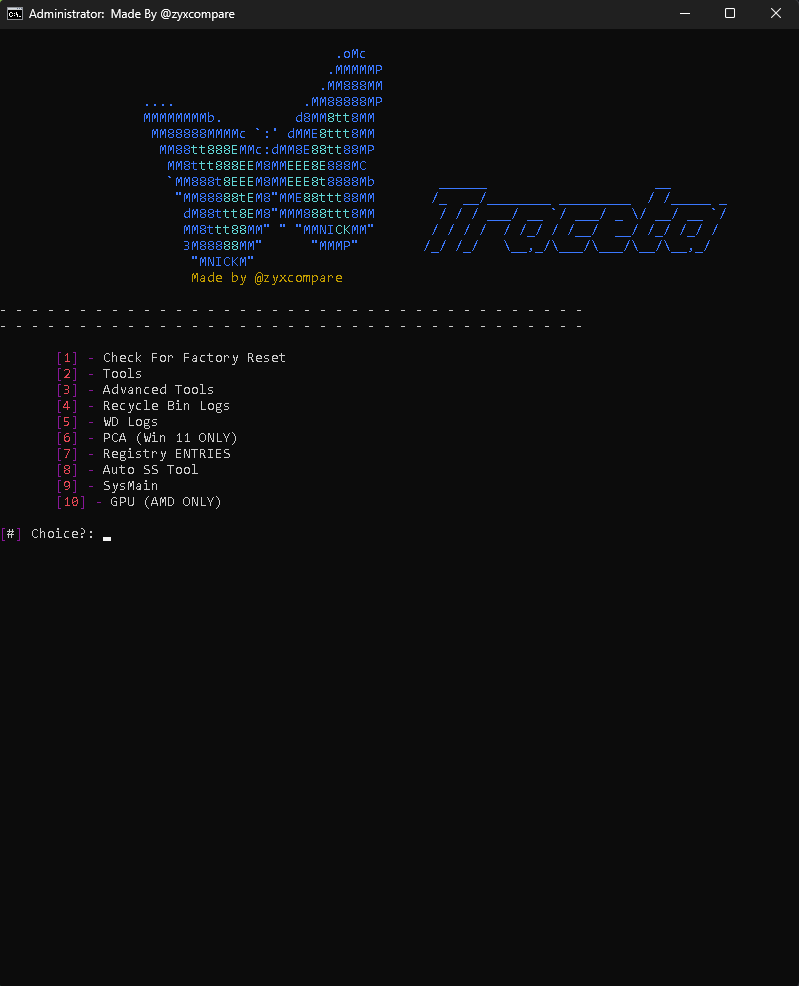 Administrator:  Made By @zyxcompare
.oMc
.MMMMMP
.MM888MM
....                .MM88888MP
MMMMMMMMb.         d8MM8tt8MM
MM88888MMMMc `:' dMME8ttt8MM
MM88tt888EMMc:dMM8E88tt88MP
MM8ttt888EEM8MMEEE8E888MC
`MM888t8EEEM8MMEEE8t8888Mb
"MM88888tEM8"MME88ttt88MM
dM88ttt8EM8"MMM888ttt8MM
MM8ttt88MM" " "MMNICKMM"
3M88888MM"      "MMMP"
"MNICKM"
Traceta
Made by @zyxcompare
- - - - - - - - - - - - - - - - - - - - - - - - - - - - - - - - - - - - -
- - - - - - - - - - - - - - - - - - - - - - - - - - - - - - - - - - - - -
[1] - Check For Factory Reset
[2] - Tools
[3] - Advanced Tools
[4] - Recycle Bin Logs
[5] - WD Logs
[6] - PCA (Win 11 ONLY)
[7] - Registry ENTRIES
[8] - Auto SS Tool
[9] - SysMain
[10] - GPU (AMD ONLY)
[#] Choice?: